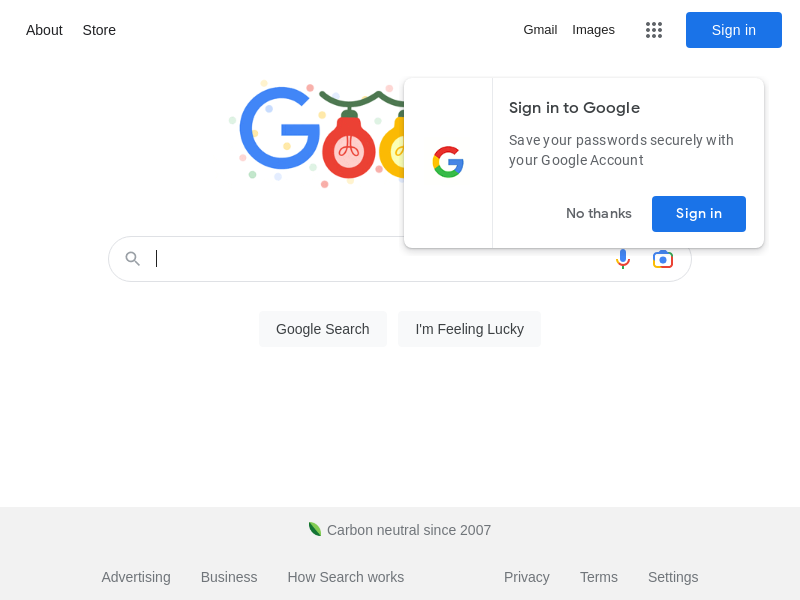 About Store Gmail Images Sign in
Sign in to Google
Save your passwords securely with
your Google Account
No thanks Sign in
Google Search I'm Feeling Lucky
Carbon neutral since 2007
Advertising Business How Search works Privacy Terms Settings